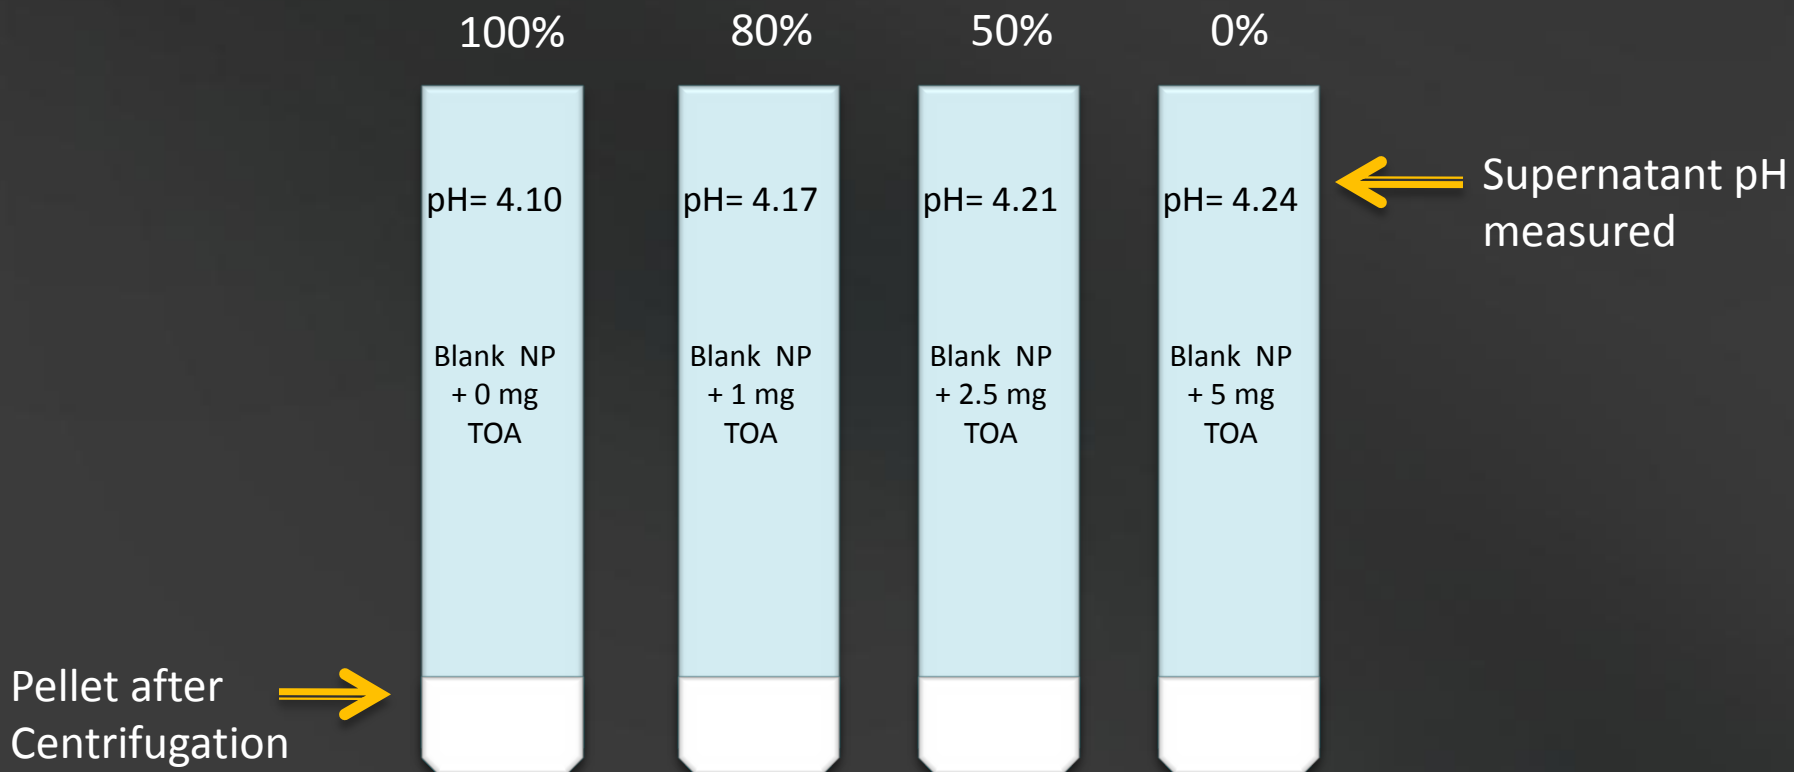 100% 80% 50% 0%
pH= 4.10 pH= 4.17 pH= 4.21 pH= 4.24
Supernatant pH
measured
Blank NP
+ 0 mg
TOA
Blank NP
+ 1 mg
TOA
Blank NP
+ 2.5 mg
TOA
Blank NP
+ 5 mg
TOA
Pellet after
Centrifugation